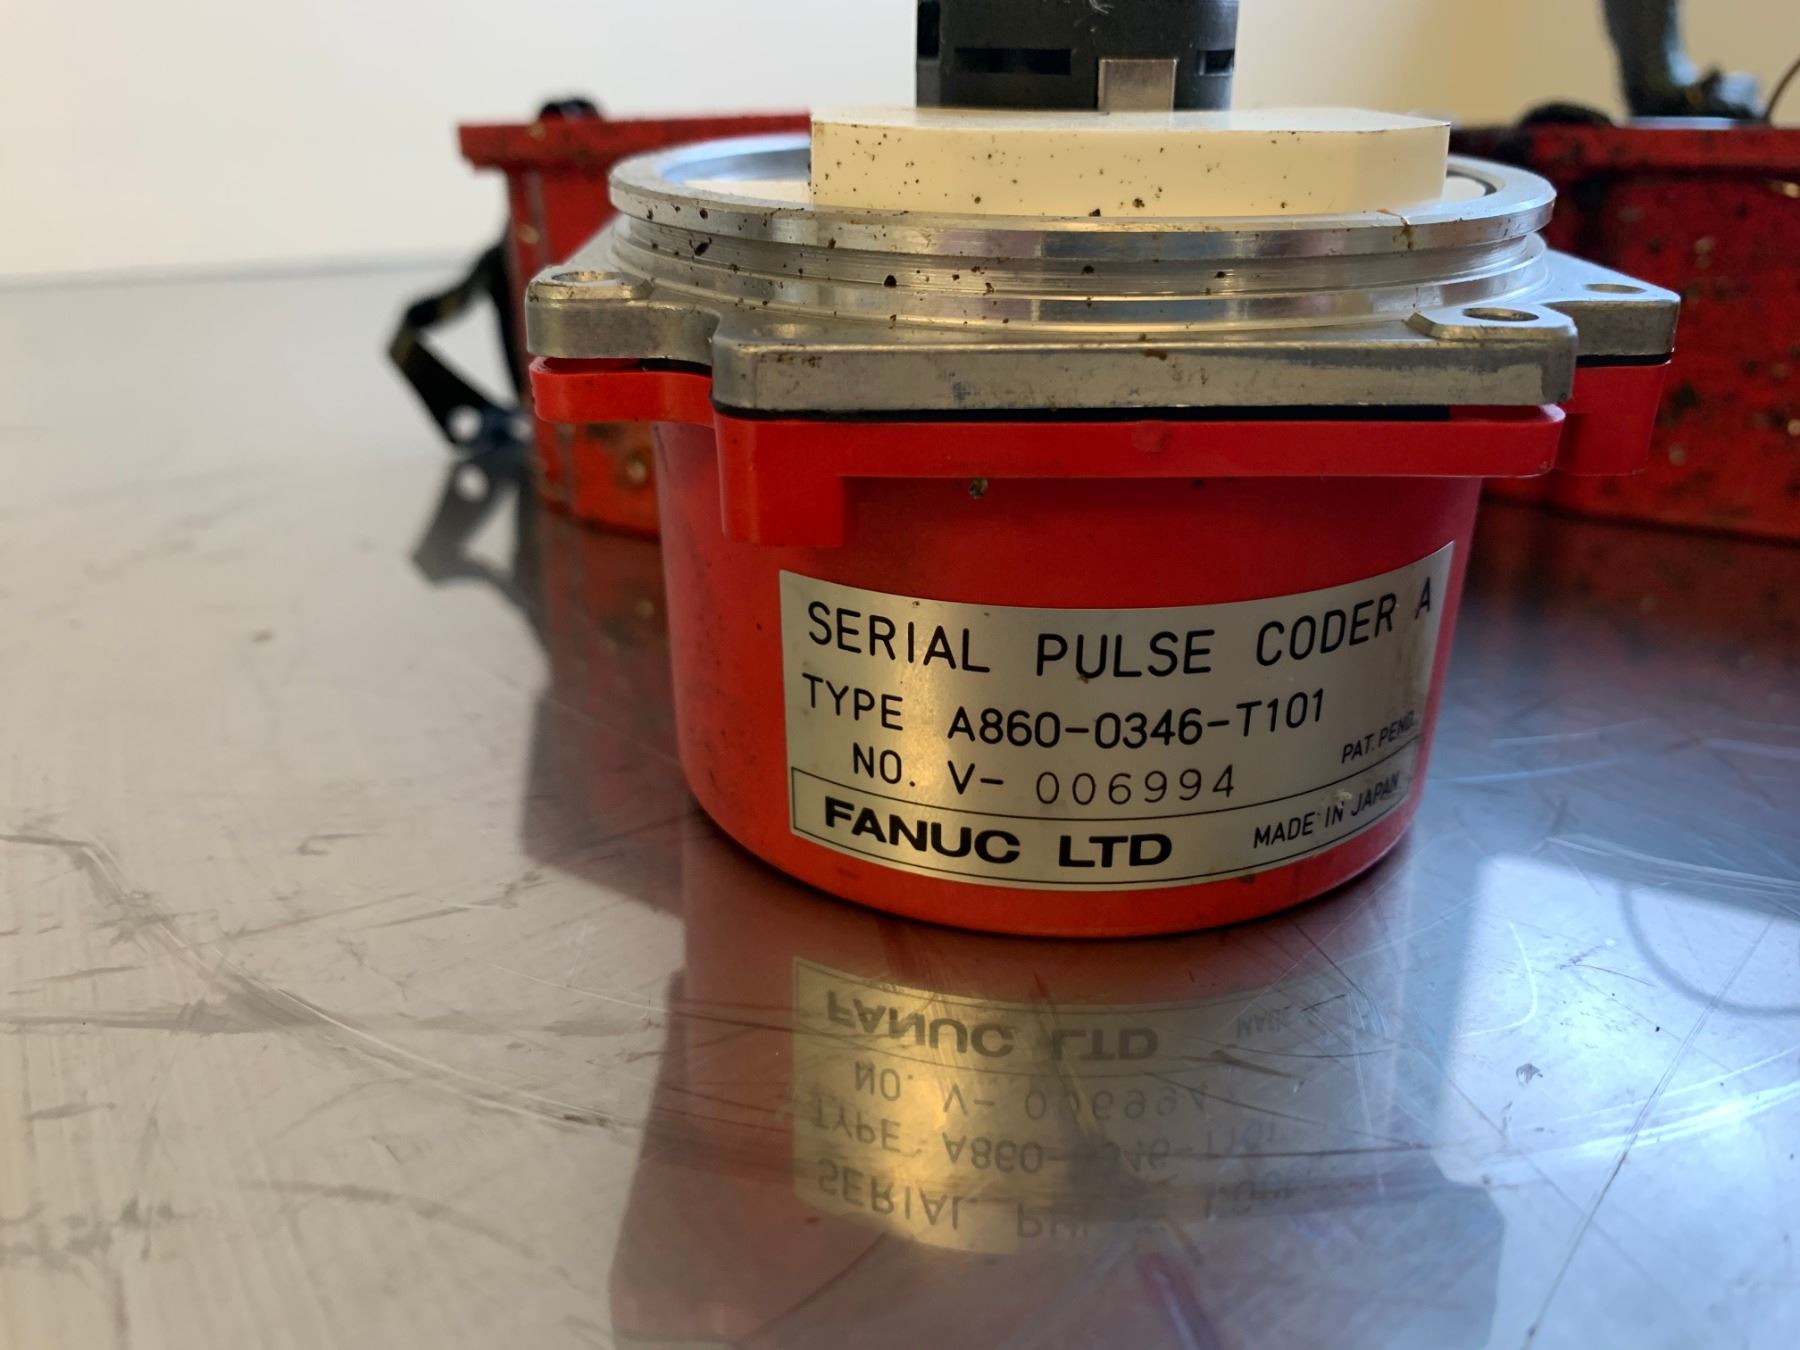 SERIAL PULSE CODER A
TYPE A860-0346-T101
NO. V- 006994
PAT. PEND.
FANUC LTD
MADE IN JAPAN